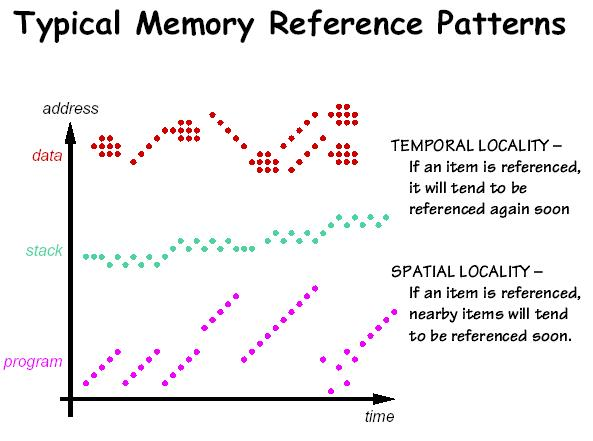 Typical Memory Reference Patterns
address
data
stack
program
time
TEMPORAL LOCALITY –
If an item is referenced,
it will tend to be
referenced again soon
SPATIAL LOCALITY –
If an item is referenced,
nearby items will tend
to be referenced soon.